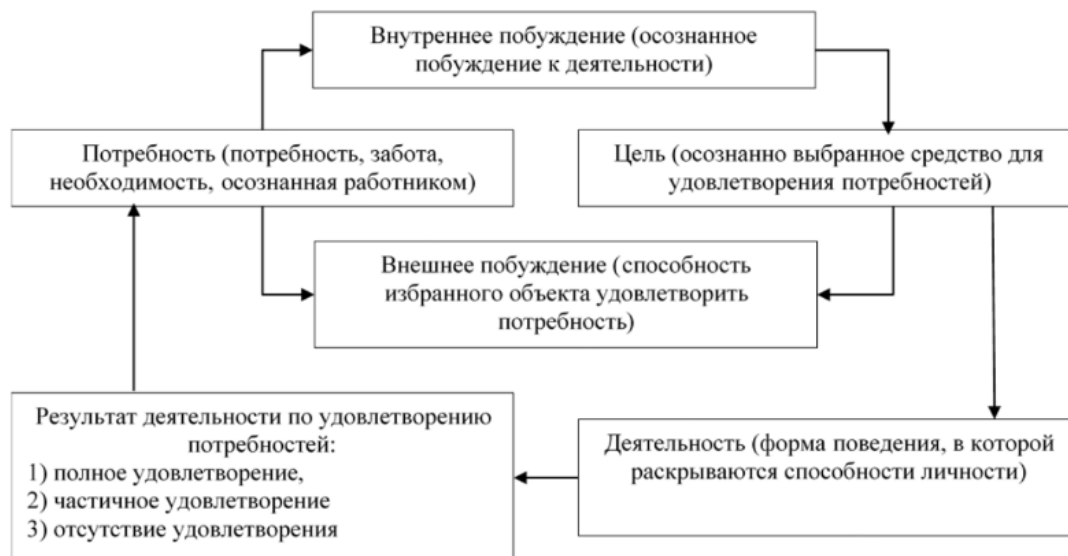 Внутреннее побуждение (осознанное
побуждение к деятельности)
Потребность (потребность, забота,
необходимость, осознанная работником)
Цель (осознанно выбранное средство для
удовлетворения потребностей)
Внешнее побуждение (способность
избранного объекта удовлетворить
потребность)
Результат деятельности по удовлетворению
потребностей:
1) полное удовлетворение,
2) частичное удовлетворение
3) отсутствие удовлетворения
Деятельность (форма поведения, в которой
раскрываются способности личности)